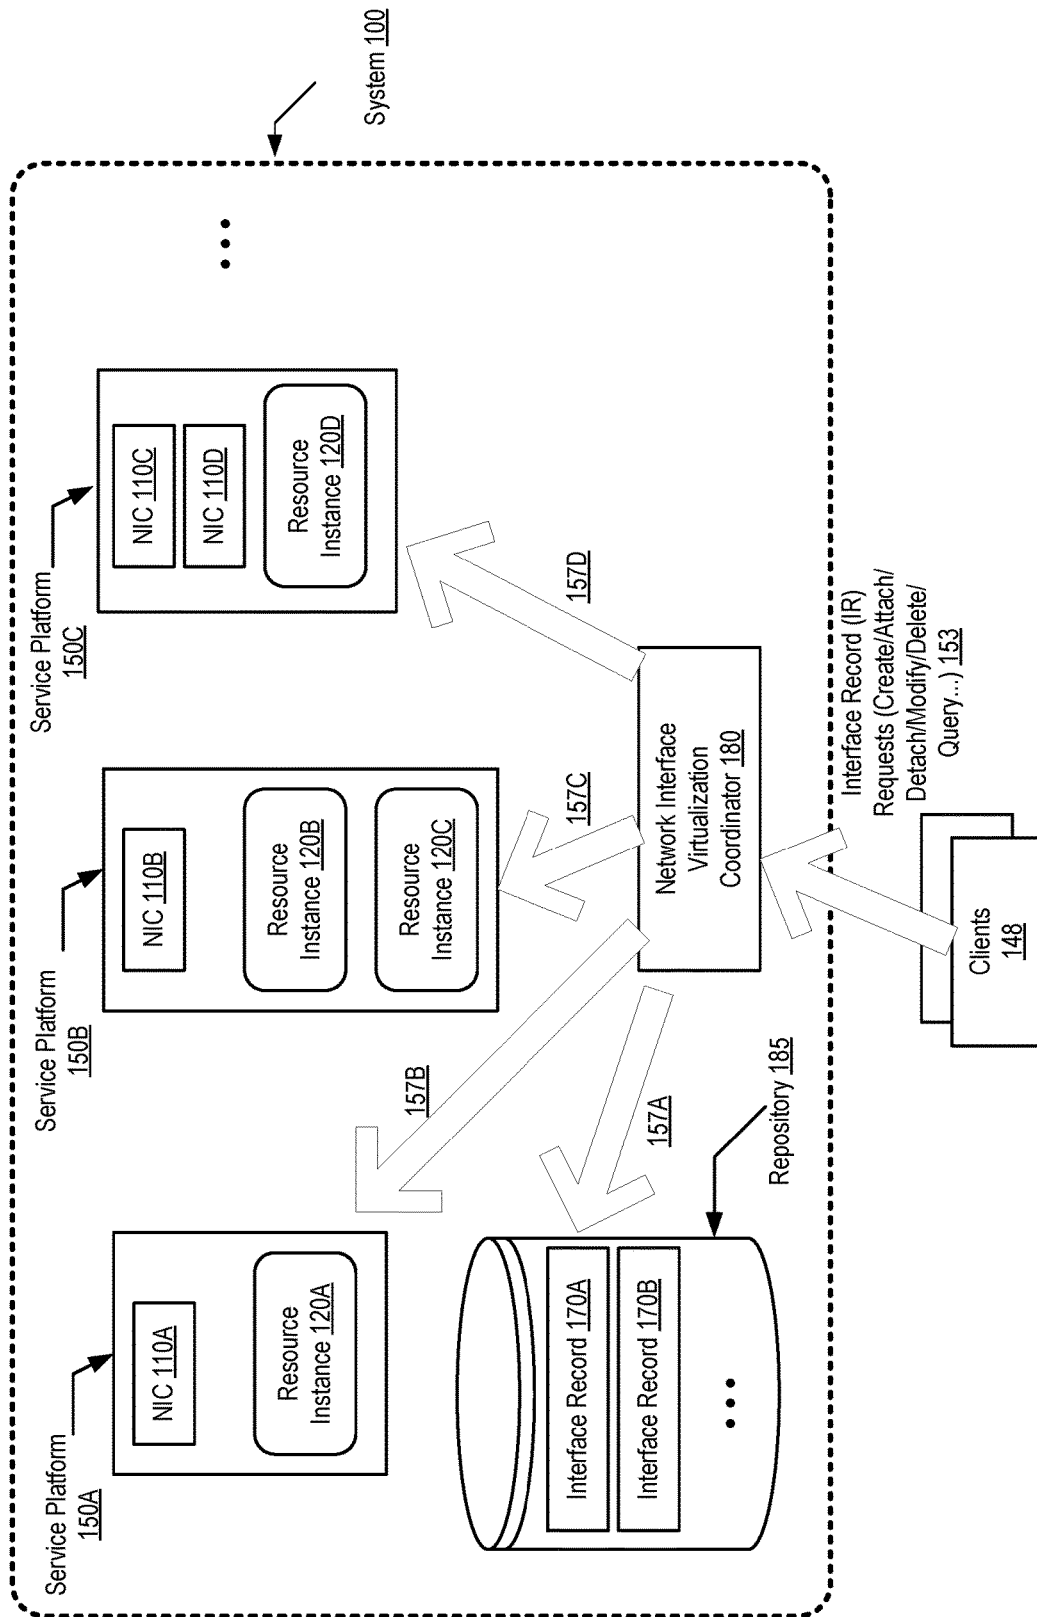 System 100
Service Platform
150A
NIC 110A
Resource
Instance 120A
Service Platform
150B
NIC 110B
Resource
Instance 120B
Resource
Instance 120C
Service Platform
150C
NIC 110C
NIC 110D
Resource
Instance 120D
157B
157C
157D
157A
Interface Record 170A
Interface Record 170B
Repository 185
Network Interface
Virtualization
Coordinator 180
Interface Record (IR)
Requests (Create/Attach/
Detach/Modify/Delete/
Query...) 153
Clients
148